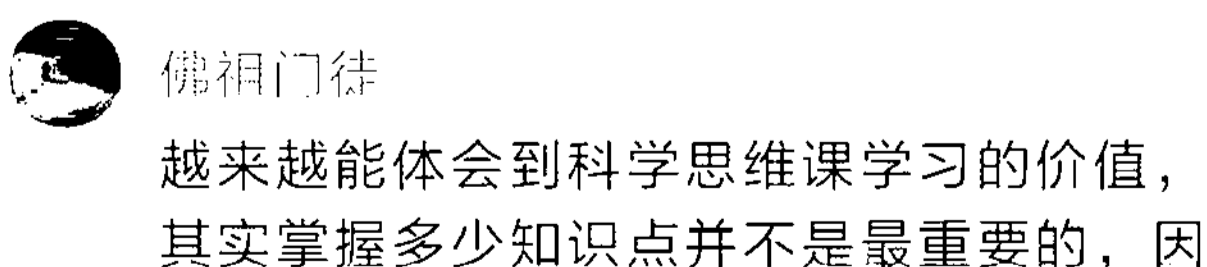 佛祖门徒
越来越能体会到科学思维课学习的价值，
其实掌握多少知识点并不是最重要的，因